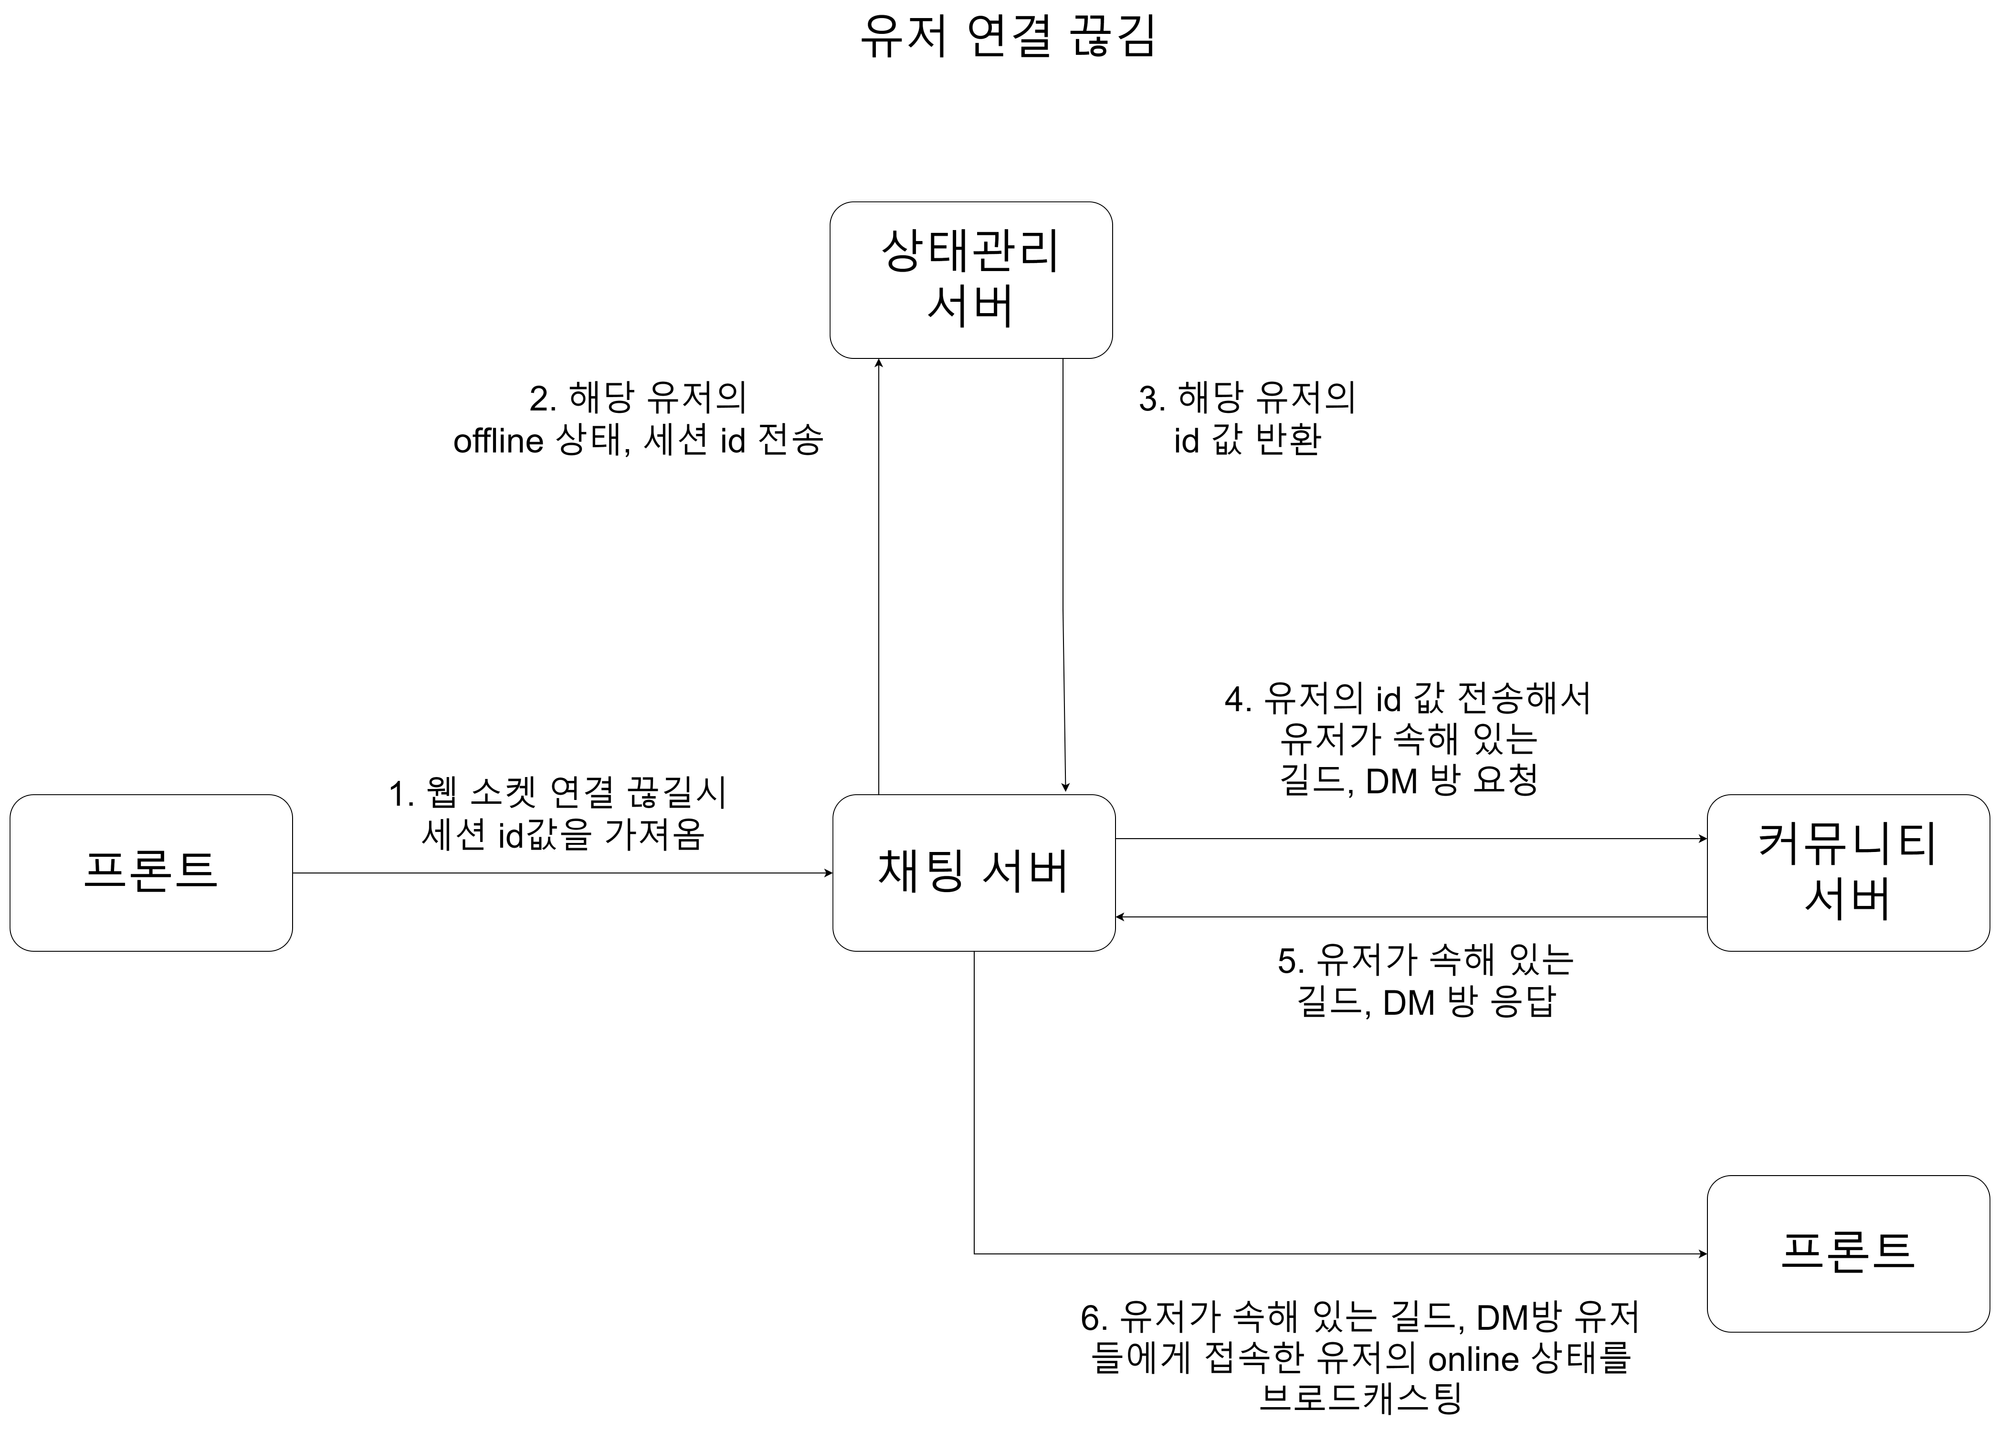 유저 연결 끊김
상태관리
서버
2. 해당 유저의
offline 상태, 세션 id 전송
3. 해당 유저의
id 값 반환
4. 유저의 id 값 전송해서
유저가 속해 있는
길드, DM 방 요청
1. 웹 소켓 연결 끊길시
세션 id값을 가져옴
프론트
채팅 서버
커뮤니티
서버
5. 유저가 속해 있는
길드, DM 방 응답
프론트
6. 유저가 속해 있는 길드, DM방 유저
들에게 접속한 유저의 online 상태를
브로드캐스팅